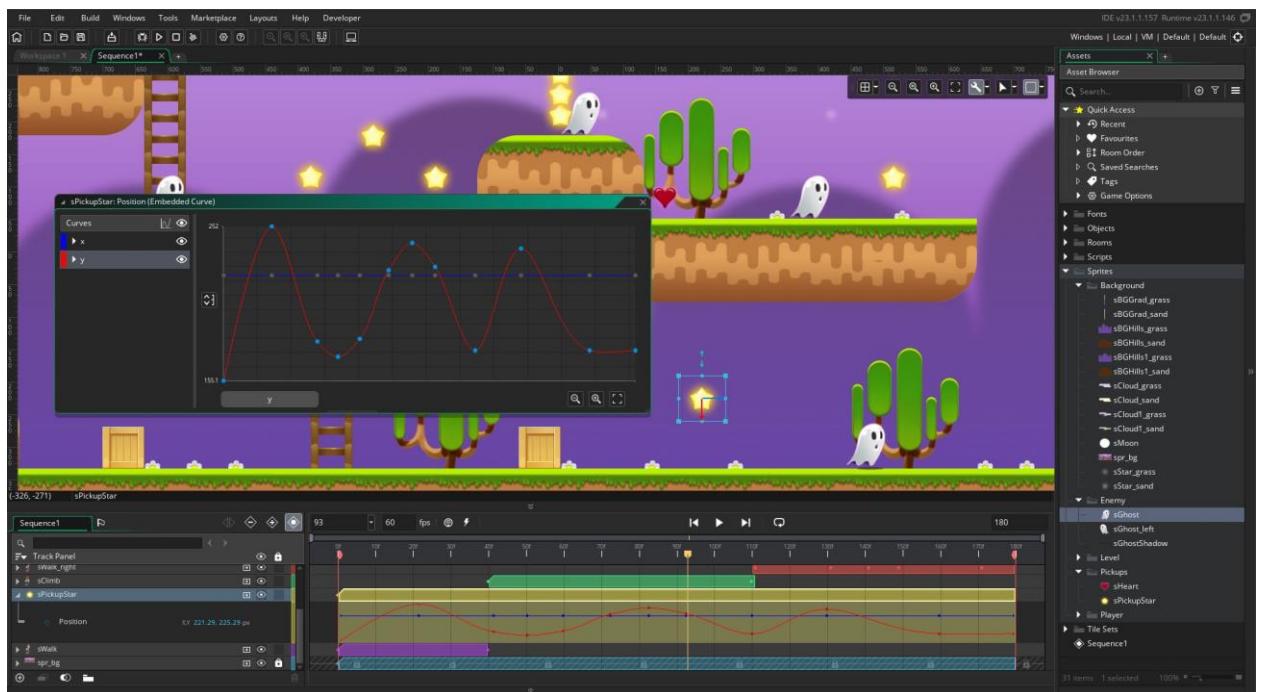 File Edit Build Windows Tools Marketplace Layouts Help Developer
IDE v23.1.1.157 Runtime v23.1.1.146
Windows | Local | VM | Default | Default
Workspace 1 X Sequence1* X +
Assets X +
Asset Browser
Search...
Quick Access
Recent
Favourites
Room Order
Saved Searches
Tags
Game Options
Fonts
Objects
Rooms
Scripts
Sprites
Background
sBGGrad_grass
sBGGrad_sand
sBGHills_grass
sBGHills_sand
sBGHills1_grass
sBGHills1_sand
sCloud_grass
sCloud_sand
sCloud1_grass
sCloud1_sand
sMoon
spr_bg
sStar_grass
sStar_sand
Enemy
sGhost
sGhost_left
sGhostShadow
Level
Pickups
sHeart
sPickupStar
Player
Tile Sets
Sequence1
31 items 1 selected 100%
sPickupStar: Position (Embedded Curve)
Curves
x
y
252
155.1
y
(-326, -271) sPickupStar
Sequence1
93 60 fps 180
Track Panel
sWalk_right
sClimb
sPickupStar
Position X,Y 221.29, 225.29 px
sWalk
spr_bg